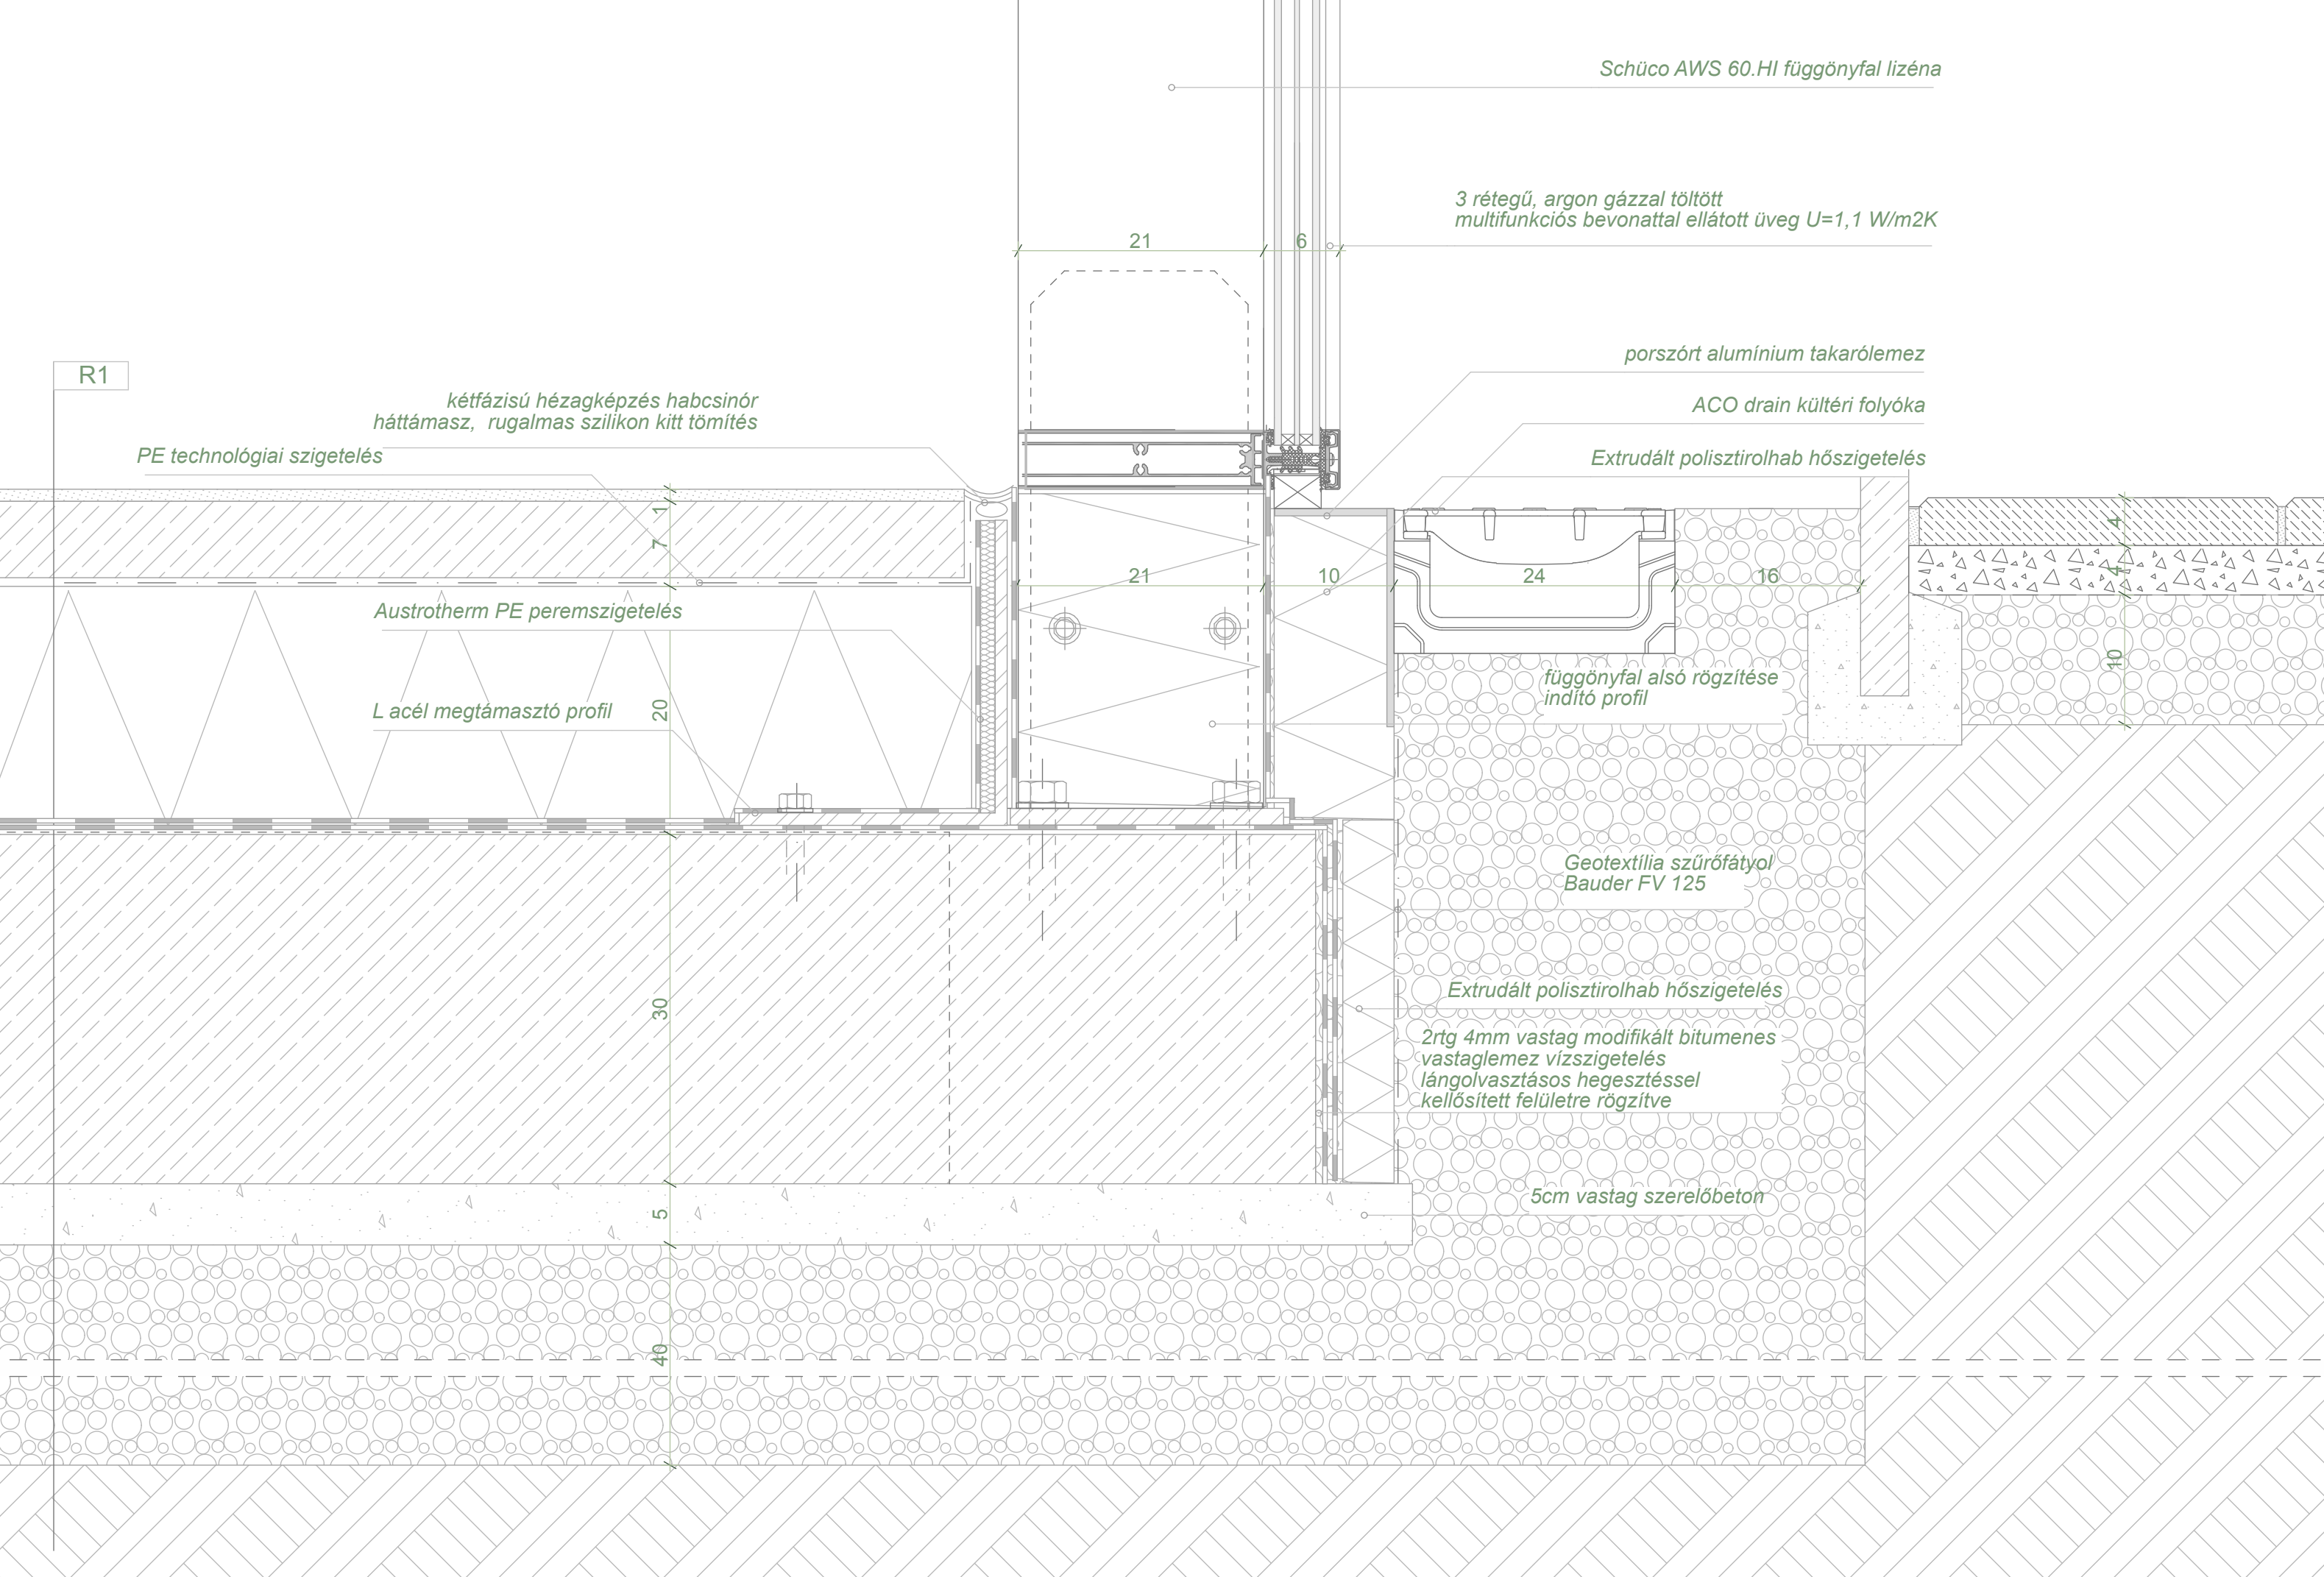 Schüco AWS 60.HI függönyfal lizéna
3 rétegű, argon gázzal töltött
multifunkciós bevonattal ellátott üveg U=1,1 W/m2K
21
6
porszórt alumínium takarólemez
R1
kétfázisú hézagképzés habcsinór
háttámasz, rugalmas szilikon kitt tömítés
ACO drain kültéri folyóka
PE technológiai szigetelés
Extrudált polisztirolhab hőszigetelés
1
7
4
4
21
10
24
16
Austrotherm PE peremszigetelés
10
függönyfal alsó rögzítése
indító profil
L acél megtámasztó profil
20
Geotextília szűrőfátyol
Bauder FV 125
Extrudált polisztirolhab hőszigetelés
30
2rtg 4mm vastag modifikált bitumenes
vastaglemez vízszigetelés
lángolvasztásos hegesztéssel
kellősített felületre rögzítve
5cm vastag szerelőbeton
5
40